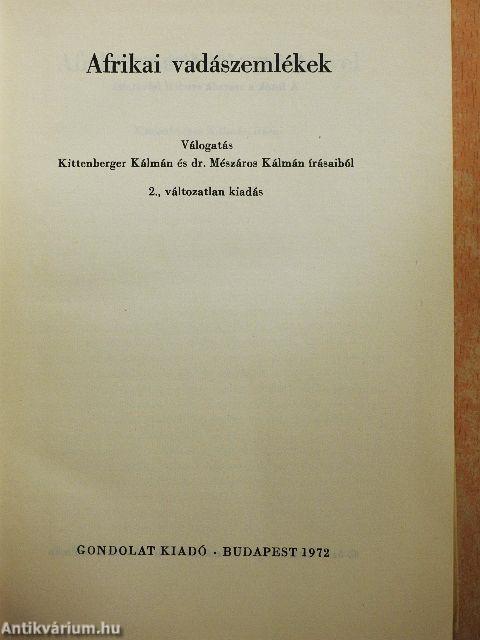 Afrikai vadászemlékek
Válogatás
Kittenberger Kálmán és dr. Mészáros Kálmán írásaiból
2., változatlan kiadás
GONDOLAT KIADÓ · BUDAPEST 1972
Antikvárium.hu